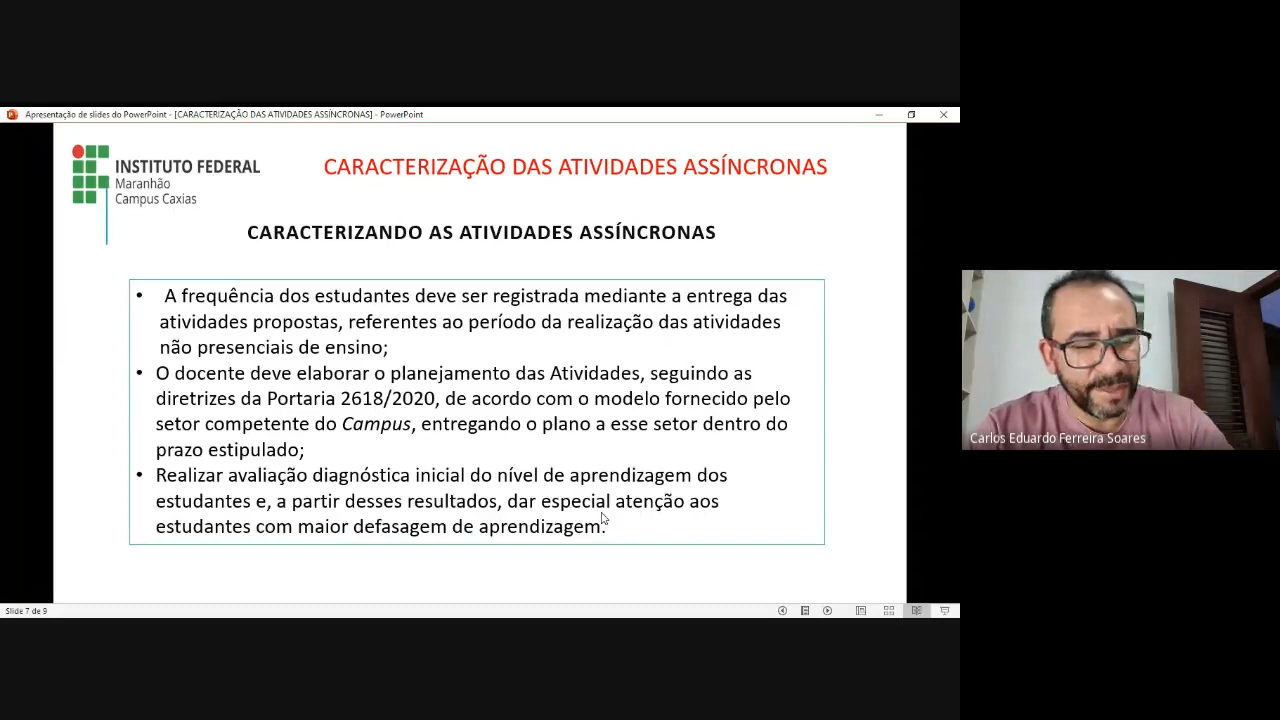 Apresentação de slides do PowerPoint - [CARACTERIZAÇÃO DAS ATIVIDADES ASSÍNCRONAS] - PowerPoint
INSTITUTO FEDERAL
Maranhão
Campus Caxias
CARACTERIZAÇÃO DAS ATIVIDADES ASSÍNCRONAS
CARACTERIZANDO AS ATIVIDADES ASSÍNCRONAS
• A frequência dos estudantes deve ser registrada mediante a entrega das
atividades propostas, referentes ao período da realização das atividades
não presenciais de ensino;
• O docente deve elaborar o planejamento das Atividades, seguindo as
diretrizes da Portaria 2618/2020, de acordo com o modelo fornecido pelo
setor competente do Campus, entregando o plano a esse setor dentro do
prazo estipulado;
• Realizar avaliação diagnóstica inicial do nível de aprendizagem dos
estudantes e, a partir desses resultados, dar especial atenção aos
estudantes com maior defasagem de aprendizagem.
Slide 7 de 9
Carlos Eduardo Ferreira Soares